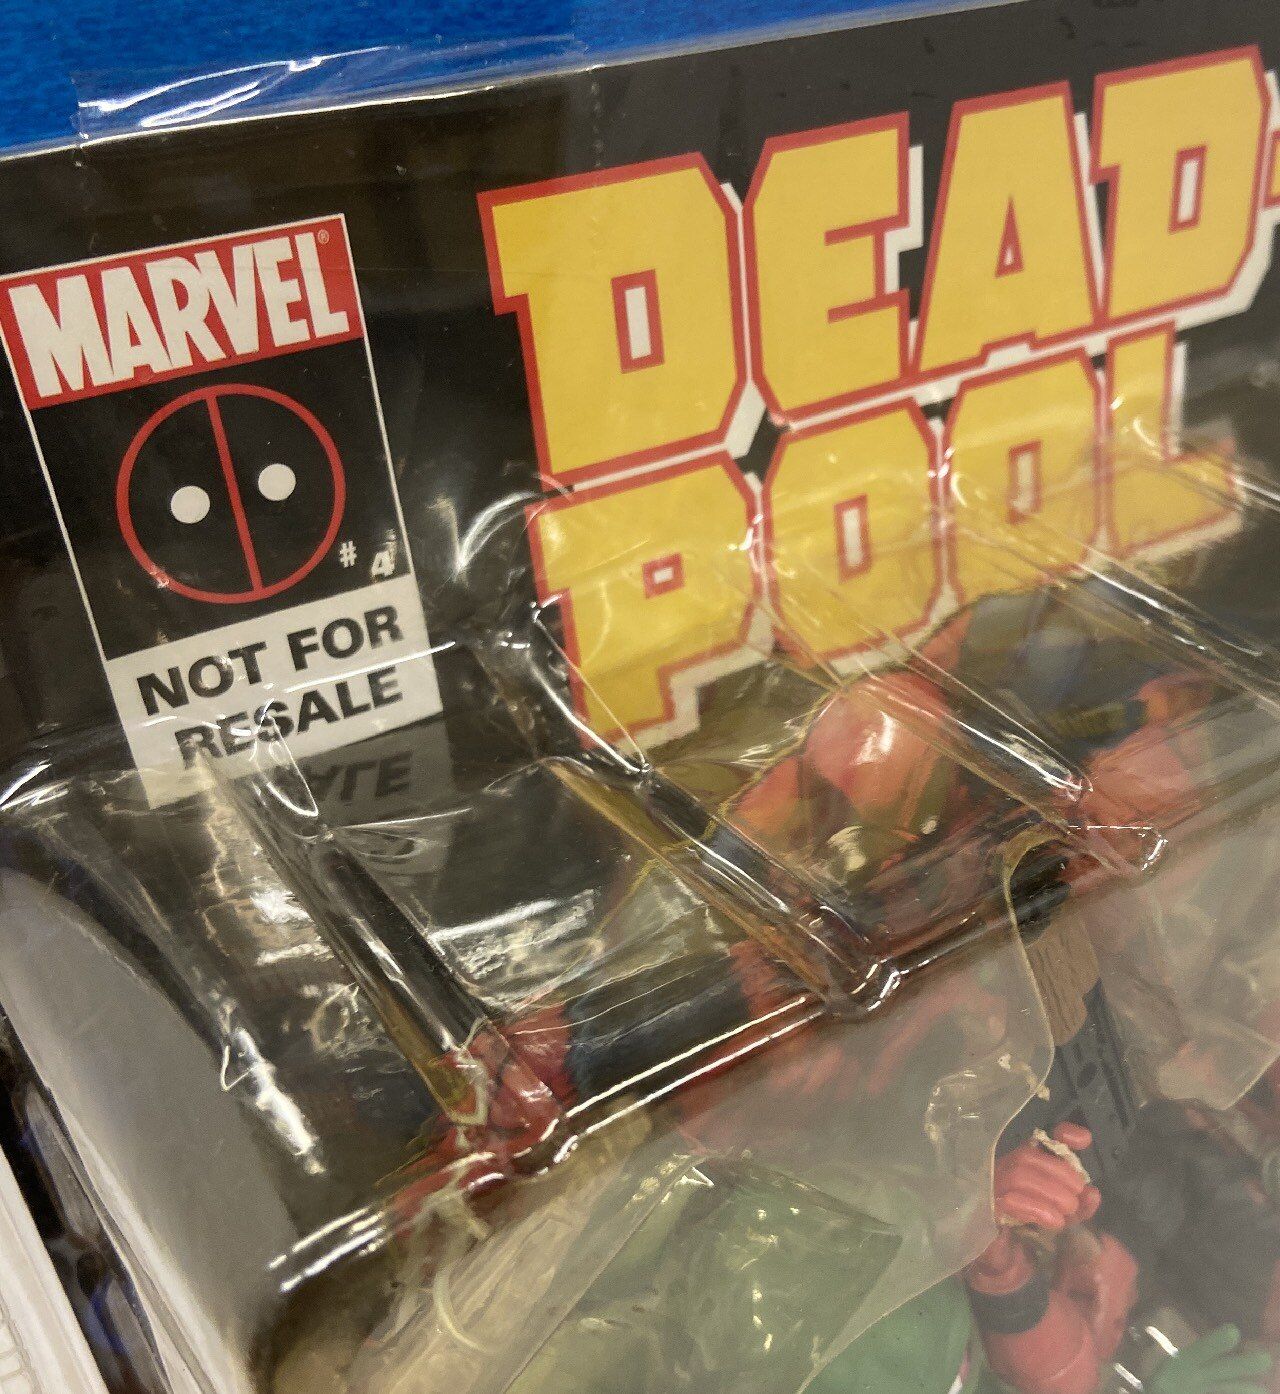 MARVEL®
DEAD-
POOL
# 4
NOT FOR
RESALE